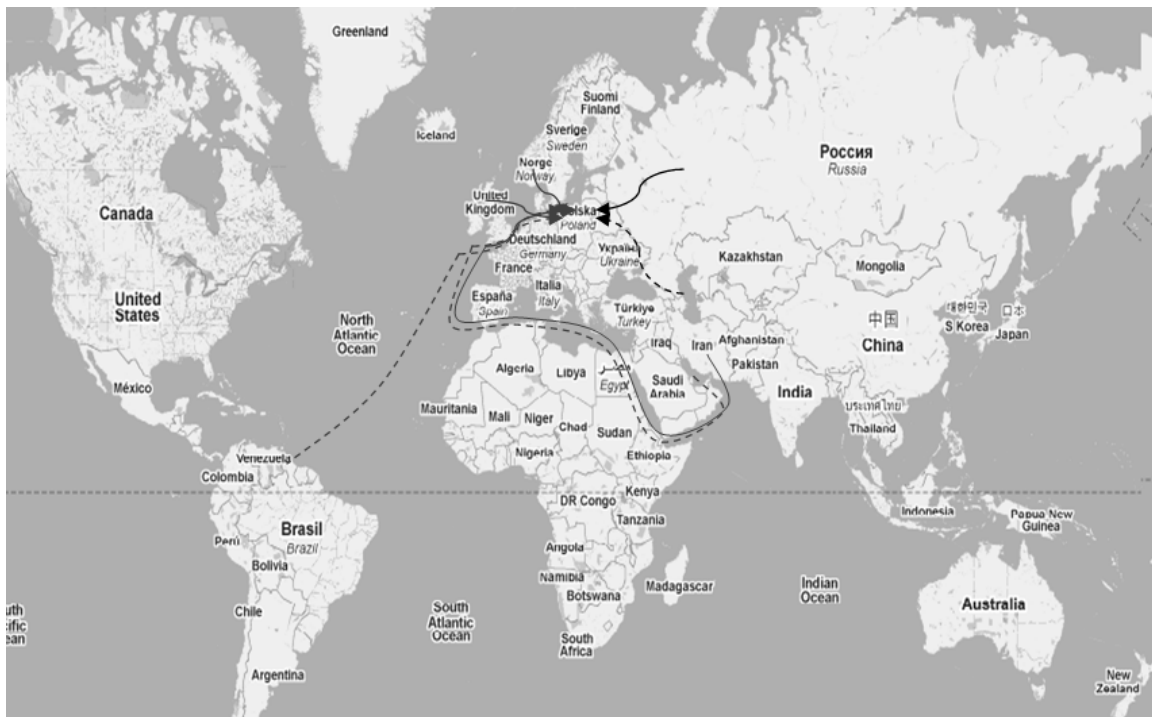 Greenland
Iceland
Suomi
Finland
Sverige
Sweden
Norge
Norway
Россия
Russia
Canada
United
Kingdom
Polska
Poland
Deutschland
Germany
Україна
Ukraine
France
Kazakhstan
Mongolia
United
States
España
Spain
Italia
Italy
Türkiye
Turkey
North
Atlantic
Ocean
中国
China
대한민국
S Korea
日本
Japan
Iraq
Iran
Afghanistan
Pakistan
México
Algeria
Libya
مصر
Egypt
Saudi
Arabia
India
Mauritania
Mali
Niger
Chad
Sudan
ประเทศไทย
Thailand
Venezuela
Colombia
Nigeria
Ethiopia
DR Congo
Kenya
Tanzania
Indonesia
Papua New
Guinea
Brasil
Brazil
Perú
Bolivia
Angola
Namibia
Botswana
Madagascar
Indian
Ocean
Chile
South
Atlantic
Ocean
Australia
uth
ific
ean
South
Africa
Argentina
New
Zealand